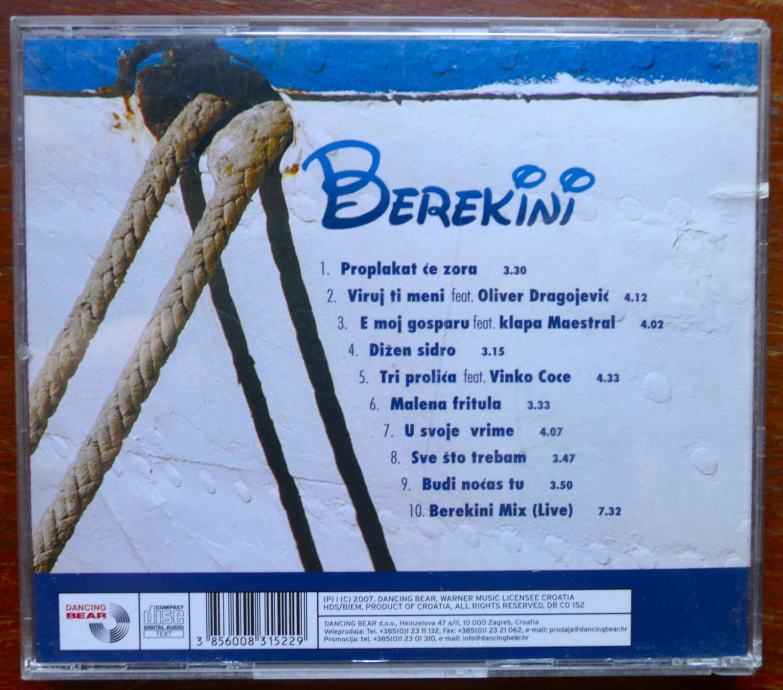 BEREKINI
1. Proplakat će zora 3.30
2. Viruj ti meni feat. Oliver Dragojević 4.12
3. E moj gosparu feat. klapa Maestral 4.02
4. Dižen sidro 3.15
5. Tri prolića feat. Vinko Coce 4.33
6. Malena fritula 3.33
7. U svoje vrime 4.07
8. Sve što trebam 3.47
9. Budi noćas tu 3.50
10. Berekini Mix (Live) 7.32
DANCING
BEAR
COMPACT
disc
DIGITAL AUDIO
TEXT
3 856008 315229
(P) I (C) 2007. DANCING BEAR, WARNER MUSIC LICENSEE CROATIA
HDS/BIEM, PRODUCT OF CROATIA, ALL RIGHTS RESERVED, DB CD 152
DANCING BEAR d.o.o., Heinzelova 47 a/II, 10 000 Zagreb, Croatia
Veleprodaja: Tel. +385(0)1 23 11 132, Fax: +385(0)1 23 21 062, e-mail: prodaja@dancingbear.hr
Promocija: tel. +385(0)1 23 01 310, e-mail: info@dancingbear.hr